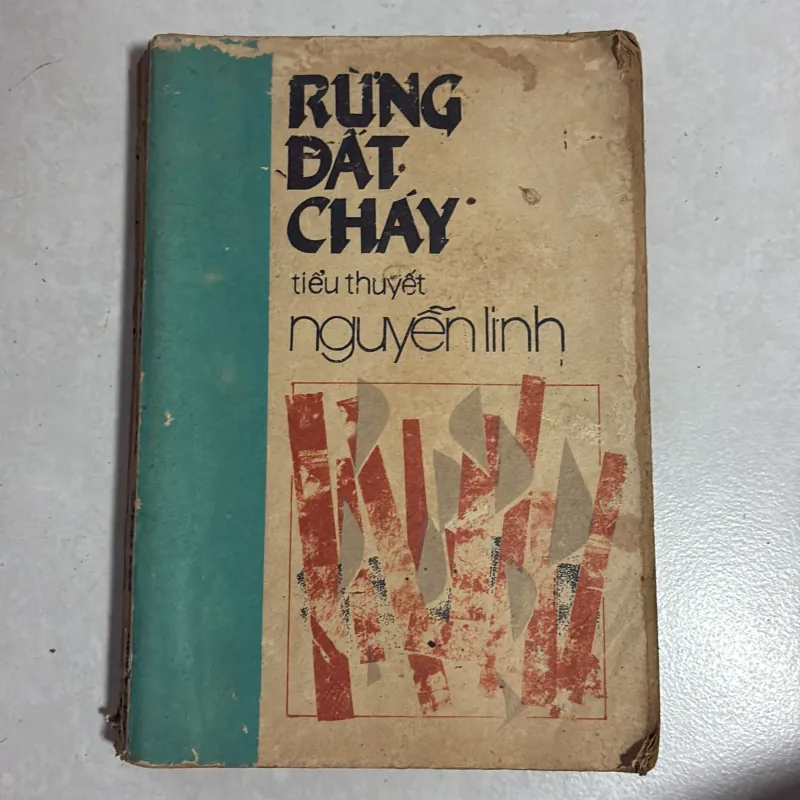 RỪNG
ĐẤT
CHÁY
tiểu thuyết
nguyễn linh